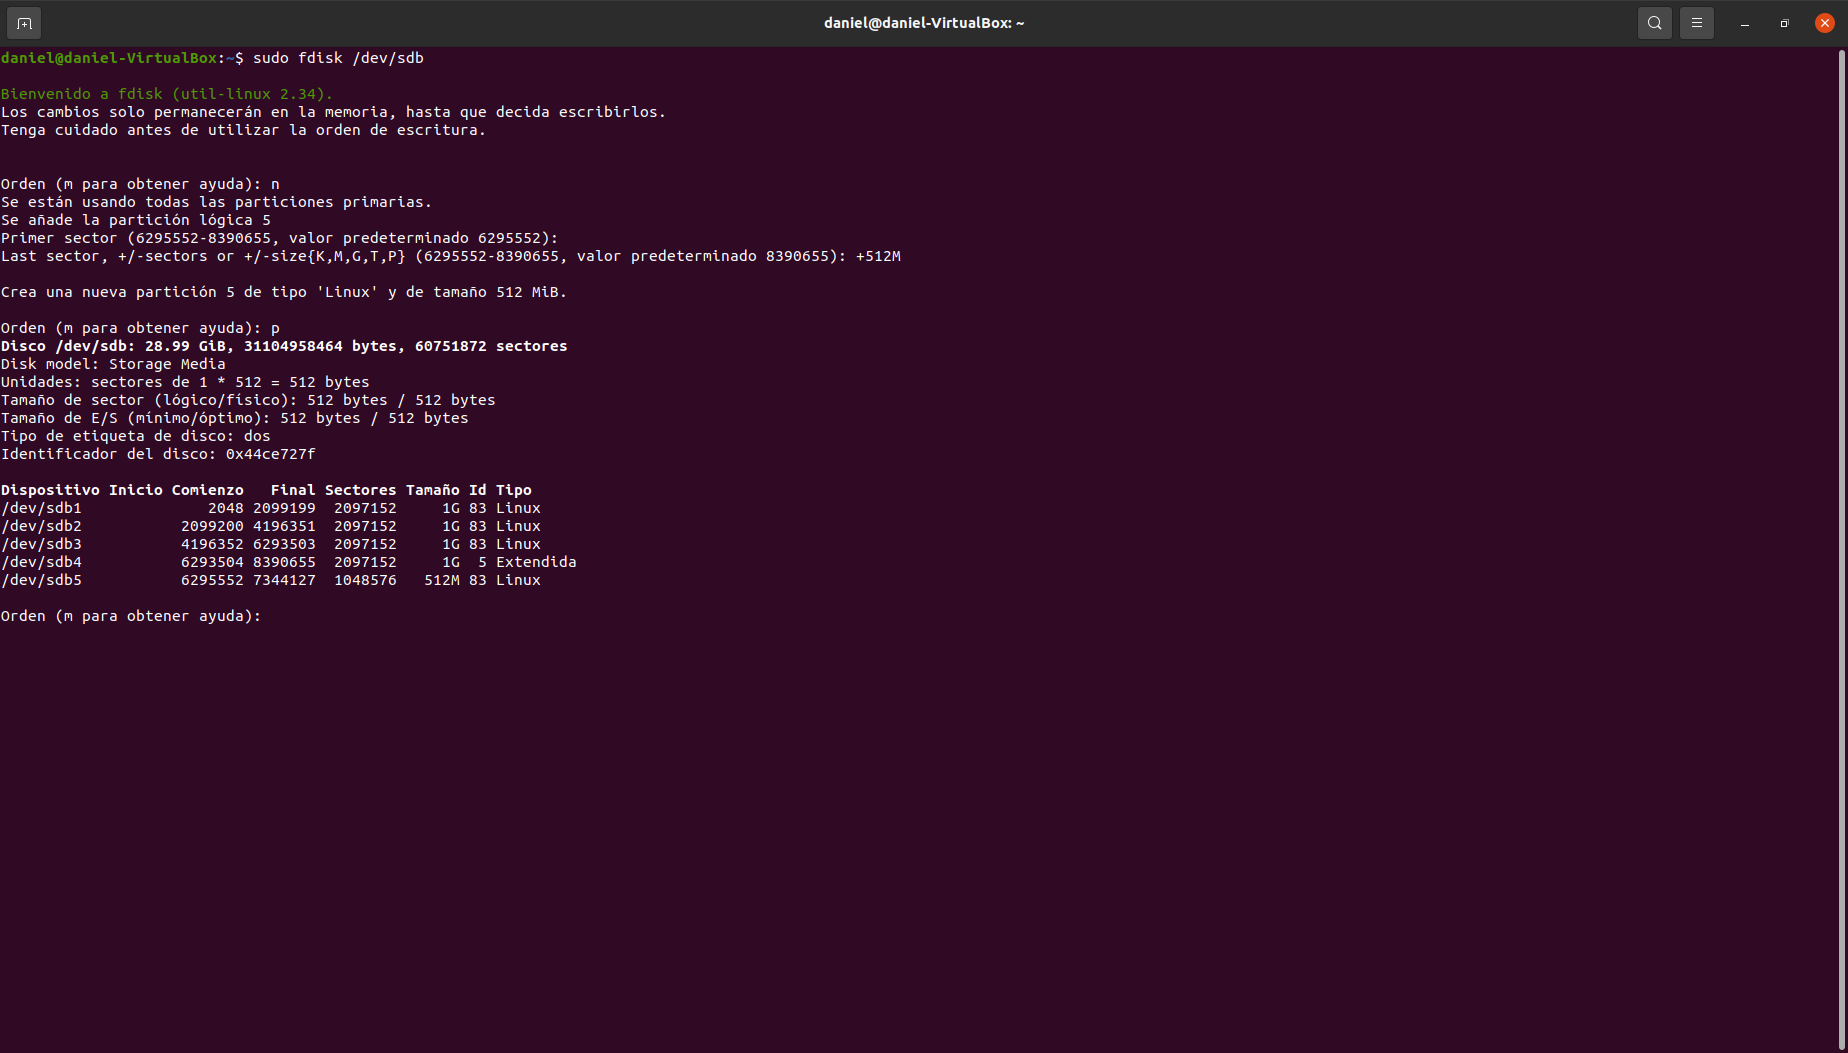 daniel@daniel-VirtualBox: ~
daniel@daniel-VirtualBox:~$ sudo fdisk /dev/sdb
Bienvenido a fdisk (util-linux 2.34).
Los cambios solo permanecerán en la memoria, hasta que decida escribirlos.
Tenga cuidado antes de utilizar la orden de escritura.
Orden (m para obtener ayuda): n
Se están usando todas las particiones primarias.
Se añade la partición lógica 5
Primer sector (6295552-8390655, valor predeterminado 6295552):
Last sector, +/-sectors or +/-size{K,M,G,T,P} (6295552-8390655, valor predeterminado 8390655): +512M
Crea una nueva partición 5 de tipo 'Linux' y de tamaño 512 MiB.
Orden (m para obtener ayuda): p
Disco /dev/sdb: 28.99 GiB, 31104958464 bytes, 60751872 sectores
Disk model: Storage Media
Unidades: sectores de 1 * 512 = 512 bytes
Tamaño de sector (lógico/físico): 512 bytes / 512 bytes
Tamaño de E/S (mínimo/óptimo): 512 bytes / 512 bytes
Tipo de etiqueta de disco: dos
Identificador del disco: 0x44ce727f
Dispositivo Inicio Comienzo   Final Sectores Tamaño Id Tipo
/dev/sdb1              2048 2099199  2097152     1G 83 Linux
/dev/sdb2           2099200 4196351  2097152     1G 83 Linux
/dev/sdb3           4196352 6293503  2097152     1G 83 Linux
/dev/sdb4           6293504 8390655  2097152     1G  5 Extendida
/dev/sdb5           6295552 7344127  1048576   512M 83 Linux
Orden (m para obtener ayuda):